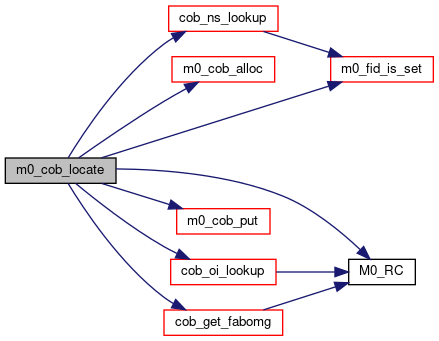 cob_ns_lookup
m0_cob_alloc
m0_fid_is_set
m0_cob_locate
m0_cob_put
cob_oi_lookup
M0_RC
cob_get_fabomg